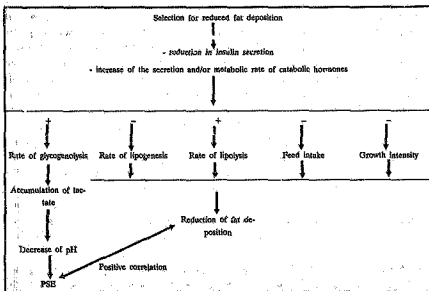 Selection for reduced fat deposition
- reduction in insulin secretion
- increase of the secretion and/or metabolic rate of catabolic hormones
+ - + - -
Rate of glycogenolysis Rate of lipogenesis Rate of lipolysis Feed intake Growth intensity
Accumulation of lac-
tate
Reduction of fat de-
position
Decrease of pH
Positive correlation
PSE